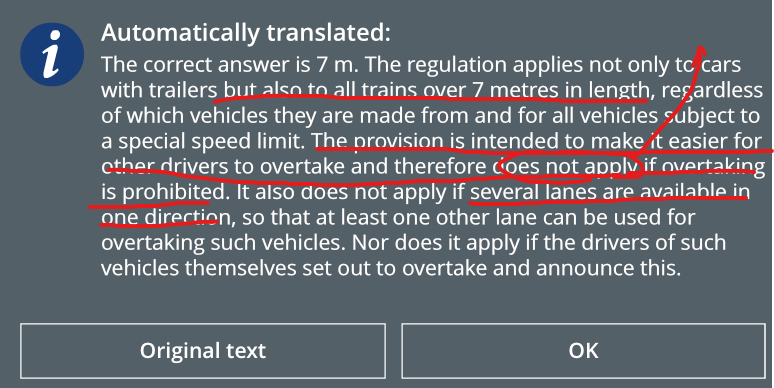 i
Automatically translated:
The correct answer is 7 m. The regulation applies not only to cars
with trailers but also to all trains over 7 metres in length, regardless
of which vehicles they are made from and for all vehicles subject to
a special speed limit. The provision is intended to make it easier for
other drivers to overtake and therefore does not apply if overtaking
is prohibited. It also does not apply if several lanes are available in
one direction, so that at least one other lane can be used for
overtaking such vehicles. Nor does it apply if the drivers of such
vehicles themselves set out to overtake and announce this.
Original text
OK